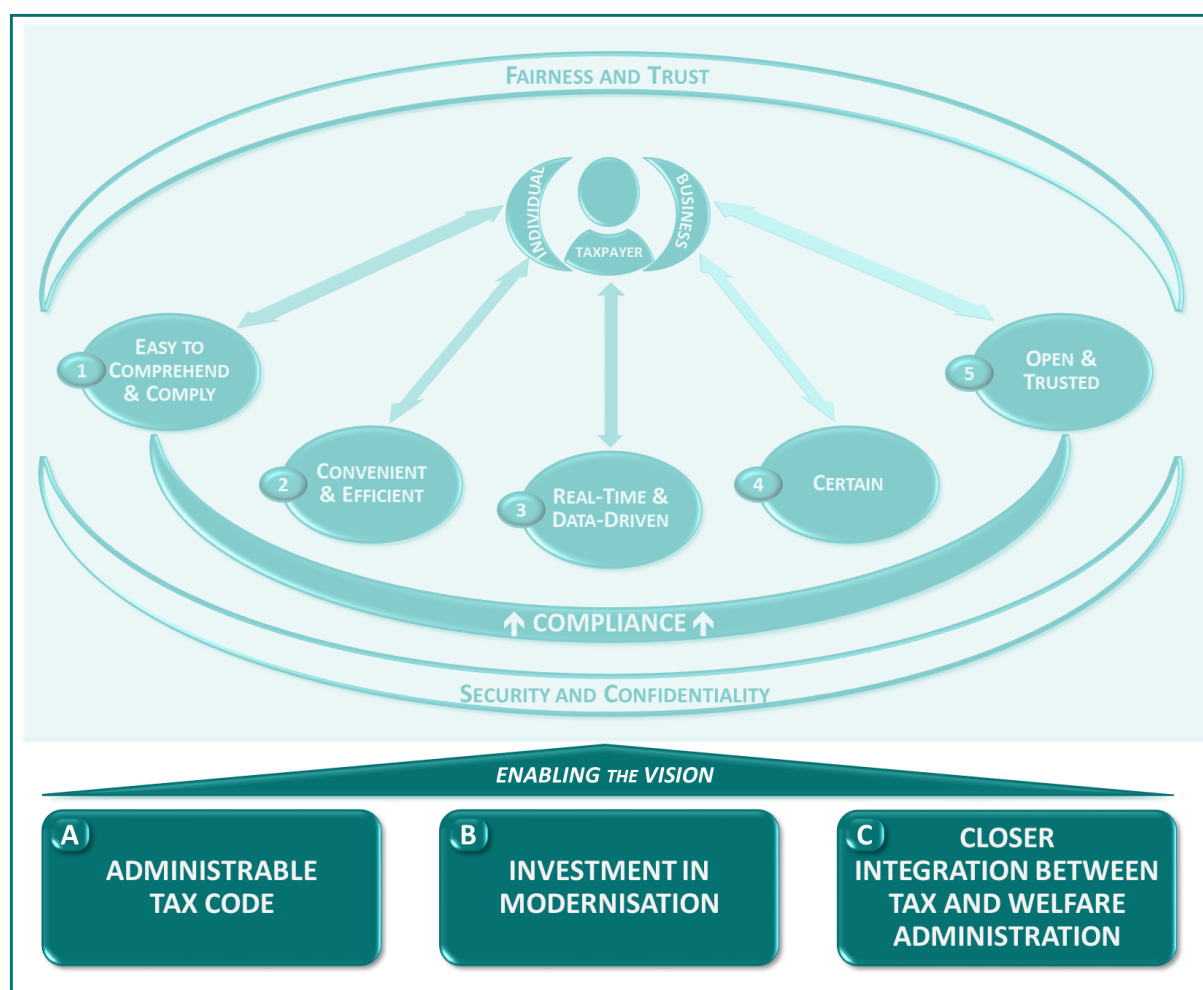 FAIRNESS AND TRUST
INDIVIDUAL
BUSINESS
TAXPAYER
1
EASY TO
COMPREHEND
& COMPLY
2
CONVENIENT
& EFFICIENT
3
REAL-TIME &
DATA-DRIVEN
4
CERTAIN
5
OPEN &
TRUSTED
COMPLIANCE
SECURITY AND CONFIDENTIALITY
ENABLING THE VISION
A
ADMINISTRABLE
TAX CODE
B
INVESTMENT IN
MODERNISATION
C
CLOSER
INTEGRATION BETWEEN
TAX AND WELFARE
ADMINISTRATION